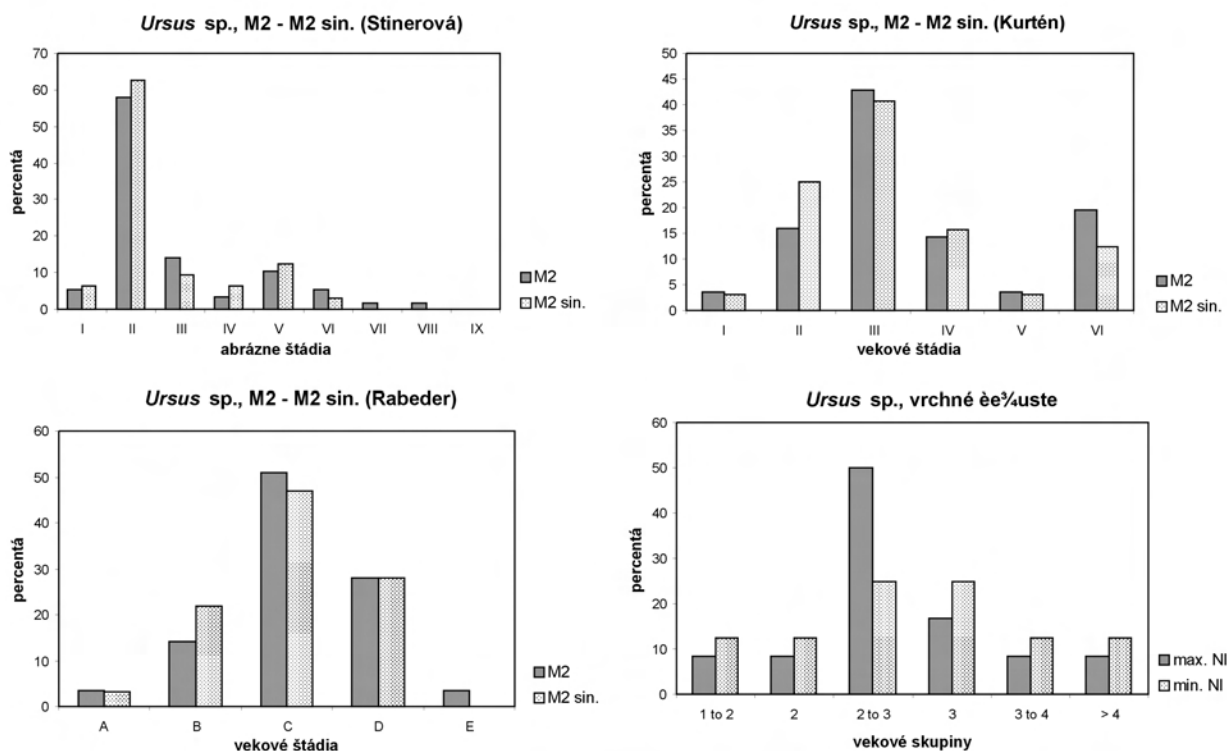 Ursus sp., M2 - M2 sin. (Stinerová)
percentá
70
60
50
40
30
20
10
0
I II III IV V VI VII VIII IX
abrázne štádia
M2
M2 sin.
Ursus sp., M2 - M2 sin. (Kurtén)
percentá
50
45
40
35
30
25
20
15
10
5
0
I II III IV V VI
vekové štádia
M2
M2 sin.
Ursus sp., M2 - M2 sin. (Rabeder)
percentá
60
50
40
30
20
10
0
A B C D E
vekové štádia
M2
M2 sin.
Ursus sp., vrchné èe¾uste
percentá
60
50
40
30
20
10
0
1 to 2 2 2 to 3 3 3 to 4 > 4
vekové skupiny
max. NI
min. NI